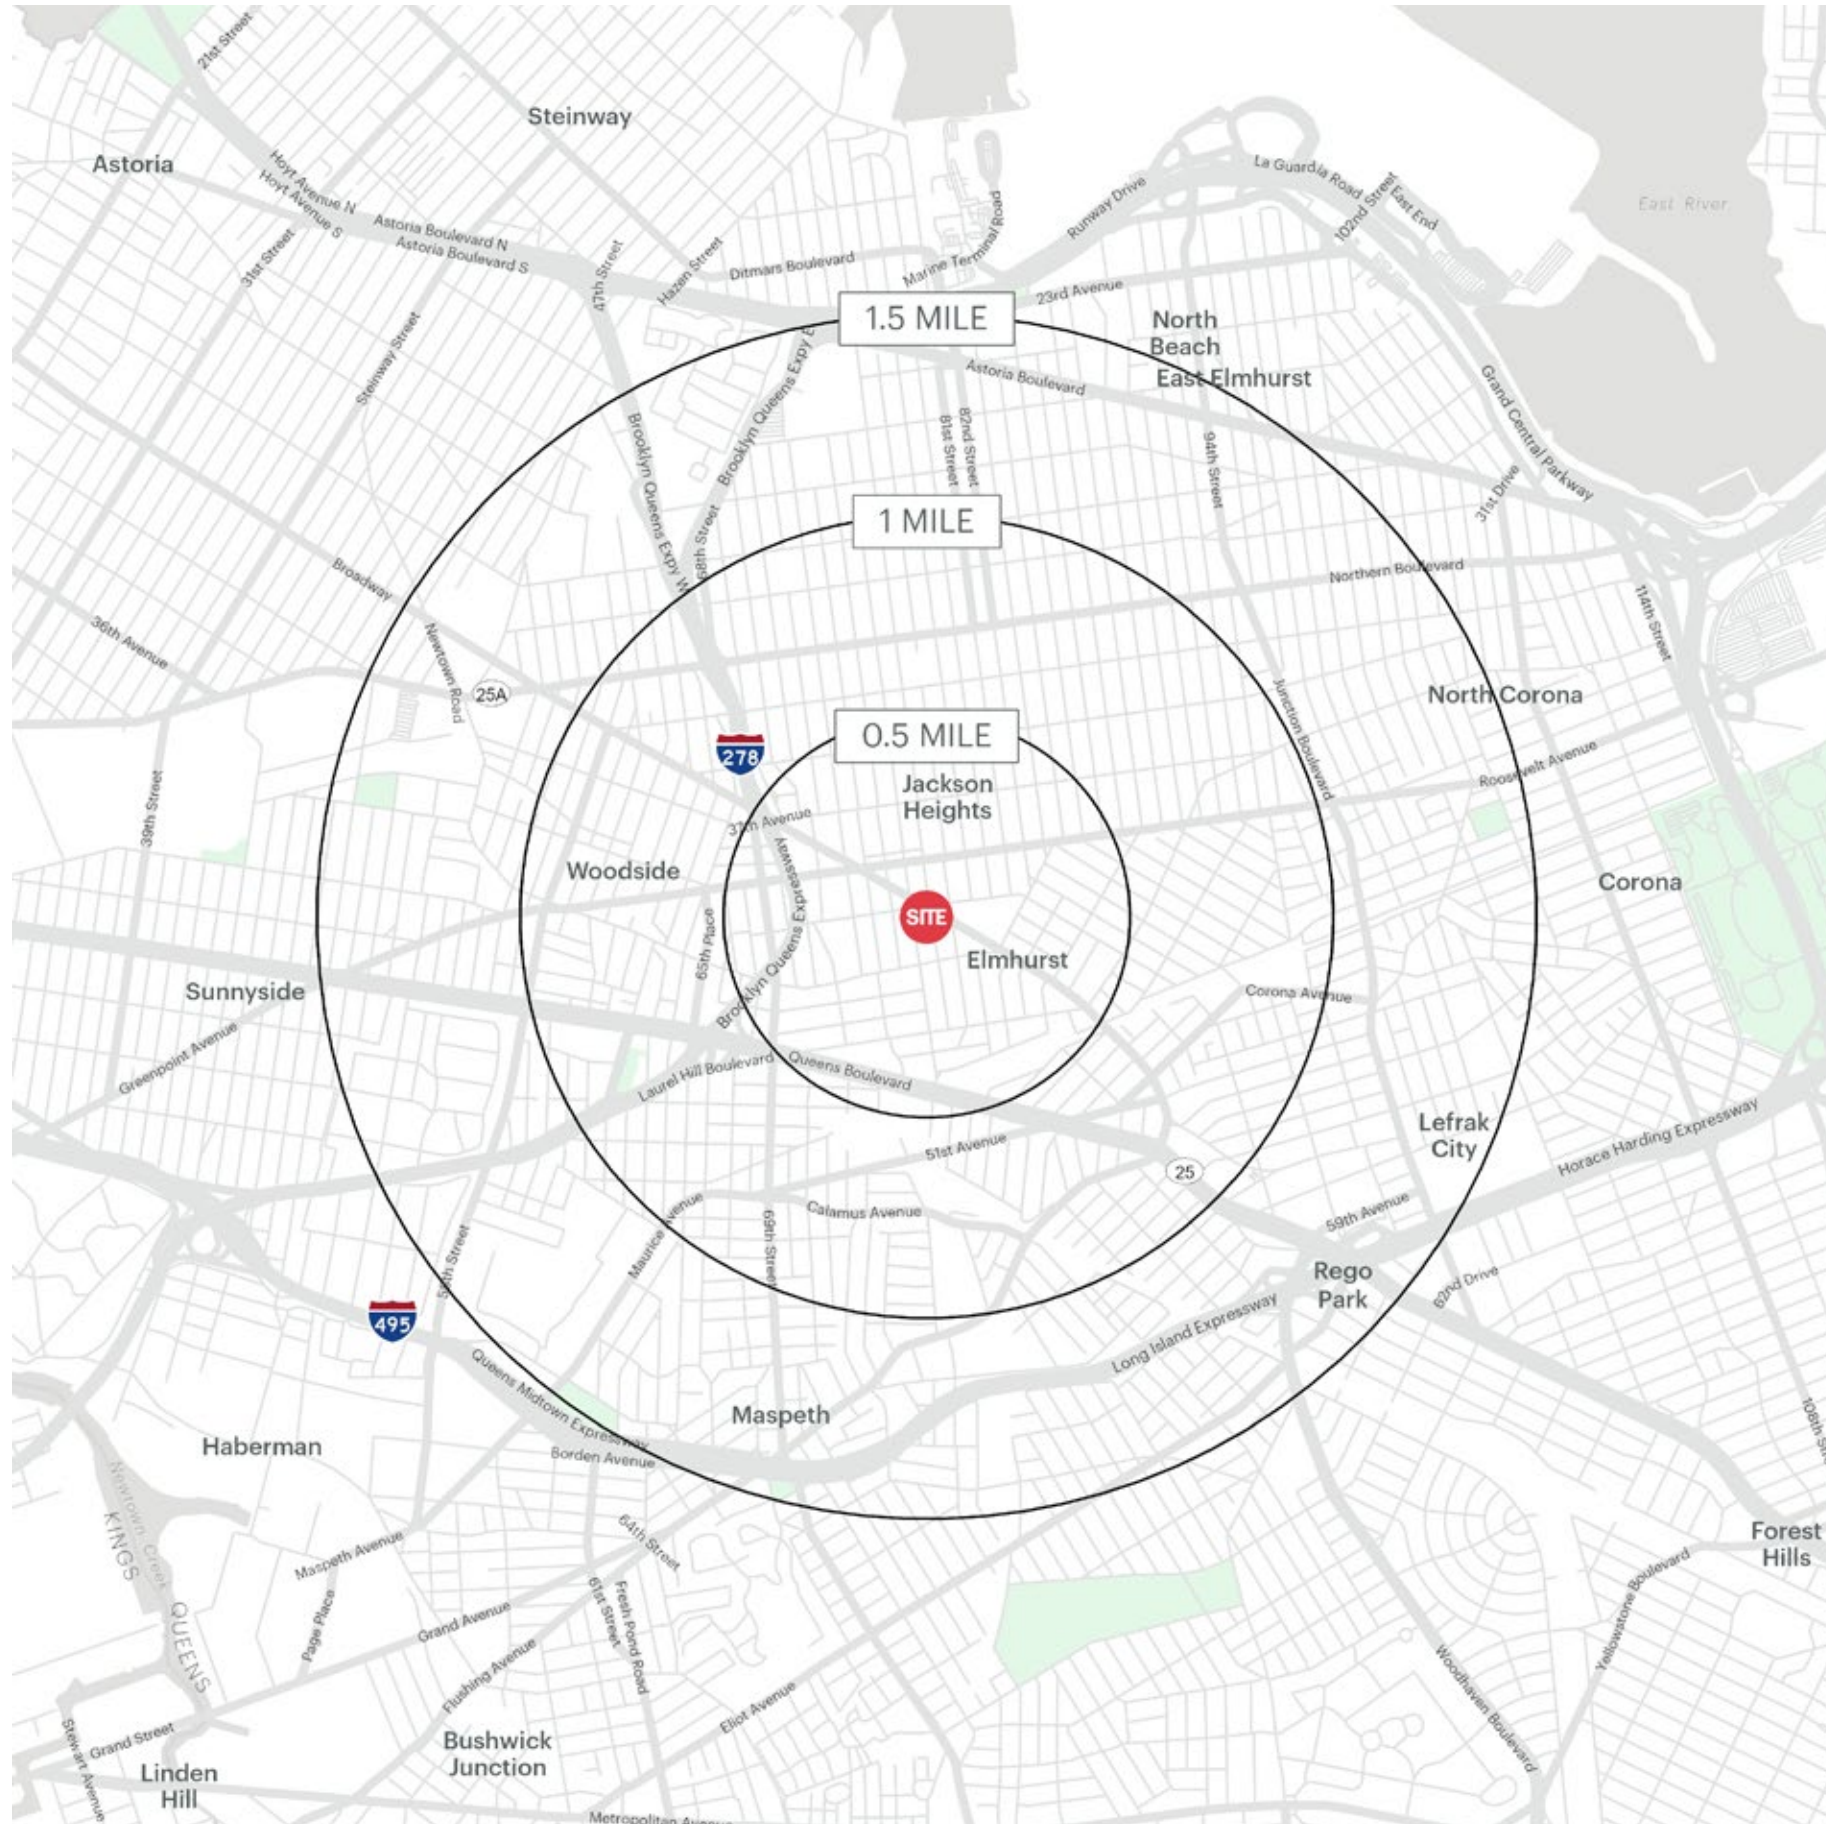 21st Street
Steinway
Astoria
Hoyt Avenue N
Hoyt Avenue S
31st Street
Astoria Boulevard N
Astoria Boulevard S
47th Street
Hazen Street
Ditmars Boulevard
Marine Terminal Road
Runway Drive
La Guardia Road
102nd Street
East End
East River
23rd Avenue
1.5 MILE
North
Beach
East Elmhurst
Steinway Street
Astoria Boulevard
Grand Central Parkway
Brooklyn Queens Expy W
Brooklyn Queens Expy E
81st Street
82nd Street
94th Street
31st Drive
1 MILE
68th Street
Broadway
Northern Boulevard
114th Street
36th Avenue
Newtown Road
25A
North Corona
Junction Boulevard
278
0.5 MILE
Jackson
Heights
Roosevelt Avenue
39th Street
37th Avenue
Woodside
Brooklyn Queens Expressway
Corona
SITE
65th Place
Elmhurst
Sunnyside
Corona Avenue
Greenpoint Avenue
Laurel Hill Boulevard
Queens Boulevard
Lefrak
City
Horace Harding Expressway
51st Avenue
25
Maurice Avenue
Calamus Avenue
69th Street
59th Avenue
Rego
Park
62nd Drive
495
Long Island Expressway
Queens Midtown Expressway
Maspeth
108th
Haberman
Borden Avenue
Newtown Creek
KINGS
QUEENS
64th Street
Maspeth Avenue
Forest
Hills
Page Place
Grand Avenue
61st Street
Fresh Pond Road
Flushing Avenue
Yellowstone Boulevard
Woodhaven Boulevard
Eliot Avenue
Stewart Avenue
Grand Street
Bushwick
Junction
Linden
Hill
Metropolitan